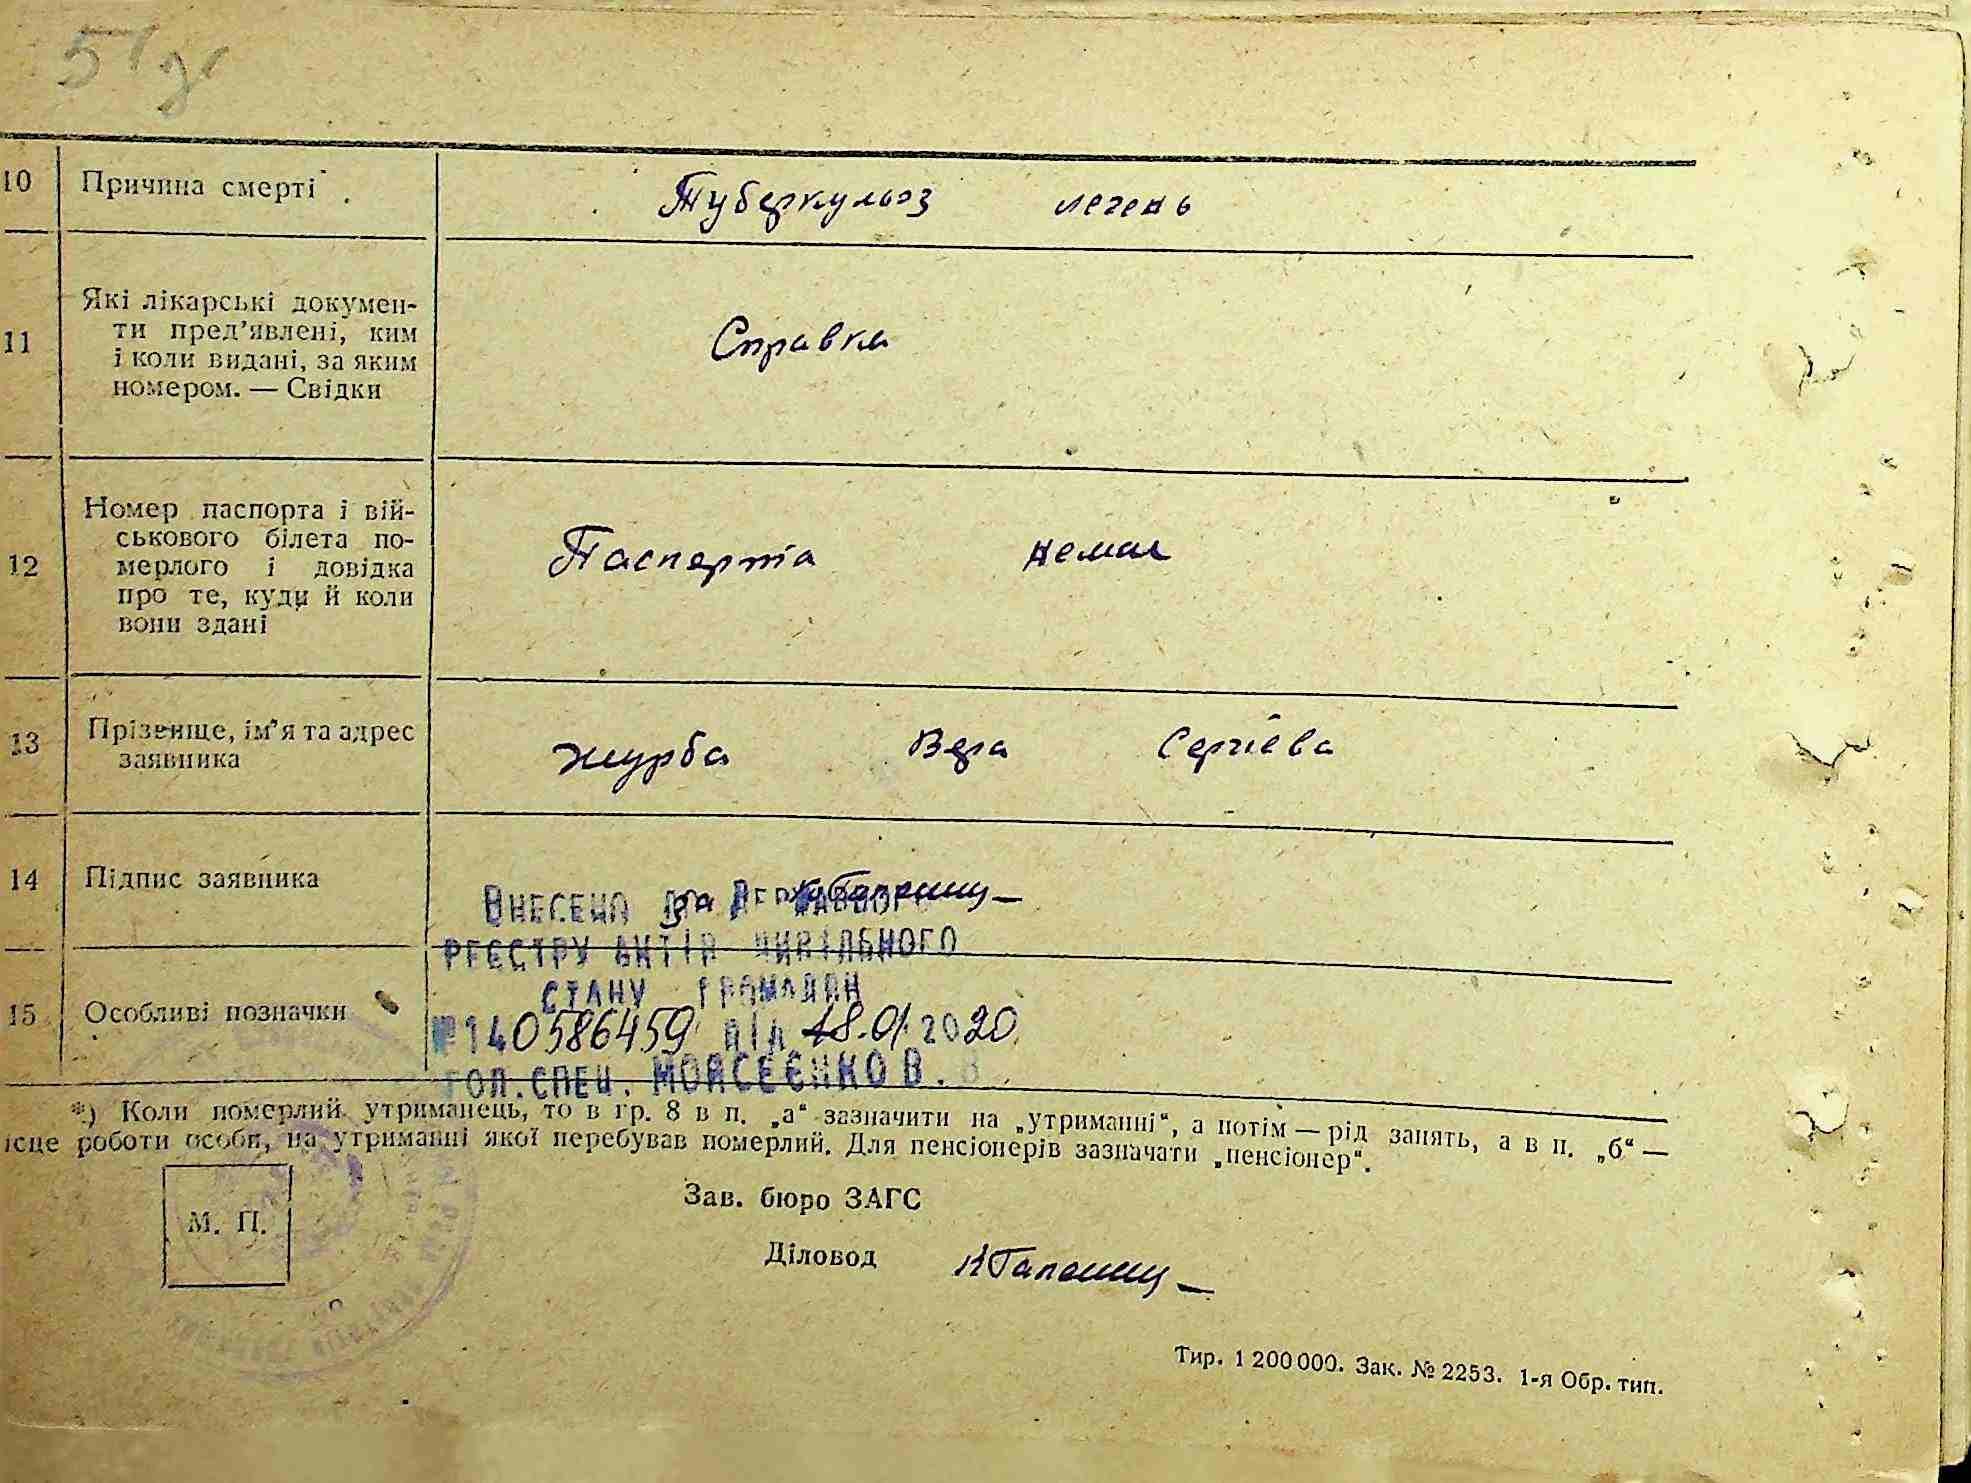 10 Причина смерті Туберкульоз легень
11 Які лікарські докумен-
ти пред’явлені, ким
і коли видані, за яким
номером. — Свідки
Справка
12 Номер паспорта і вій-
ськового білета по-
мерлого і довідка
про те, куди й коли
вони здані
Паспорта немає
13 Прізвище, ім’я та адрес
заявника
Журба Вера Сергіева
14 Підпис заявника
за
Внесено до Державного
реєстру актів цивільного
стану громадян
15 Особливі позначки
№ 140586459 від 18.01.2020
гол. спец. Моисеєнко В. В
*) Коли померлий утриманець, то в гр. 8 в п. „а“ зазначити на „утриманні“, а потім — рід занять, а в п. „б“ —
ісце роботи особи, на утриманні якої перебував померлий. Для пенсіонерів зазначати „пенсіонер“.
М. П.
Зав. бюро ЗАГС
Діловод
Тир. 1 200 000. Зак. № 2253. 1-я Обр. тип.